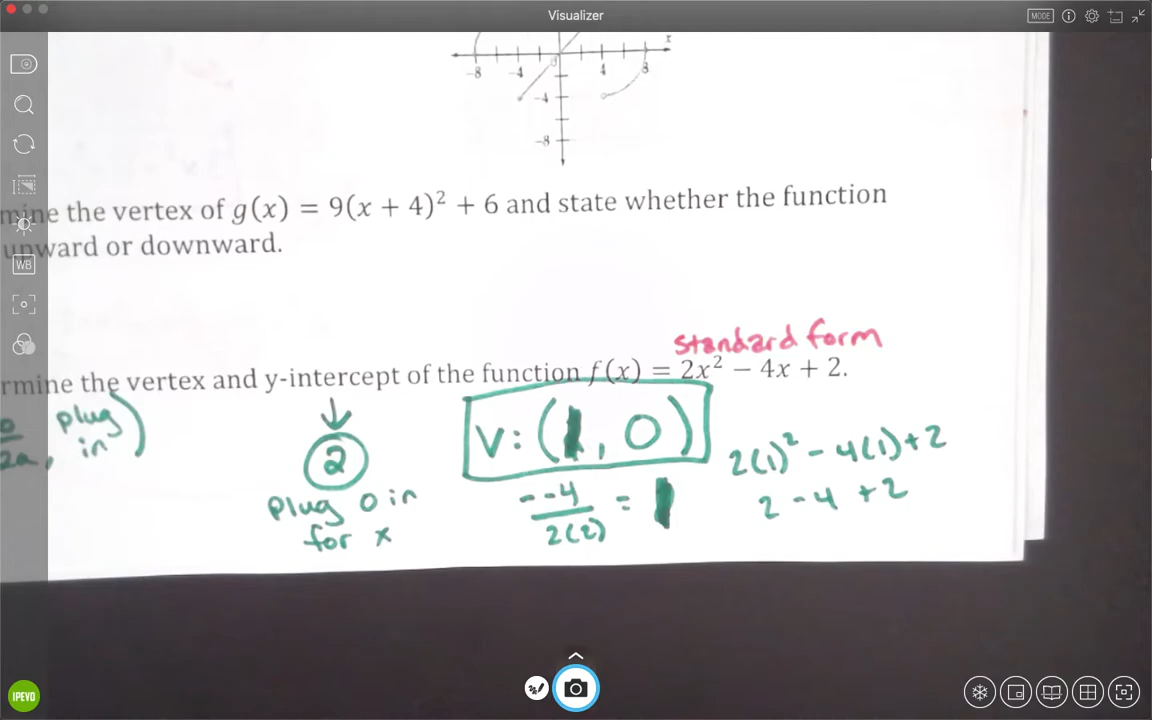 Visualizer
MODE
WB
x
-8 -4 4 8
-4
-8
mine the vertex of g(x) = 9(x + 4)² + 6 and state whether the function
upward or downward.
standard form
rmine the vertex and y-intercept of the function f(x) = 2x² − 4x + 2.
plug
in
2a,
2
plug 0 in
for x
V: (1, 0)
--4
2(2)
= 1
2(1)² - 4(1) + 2
2 - 4 + 2
IPEVO